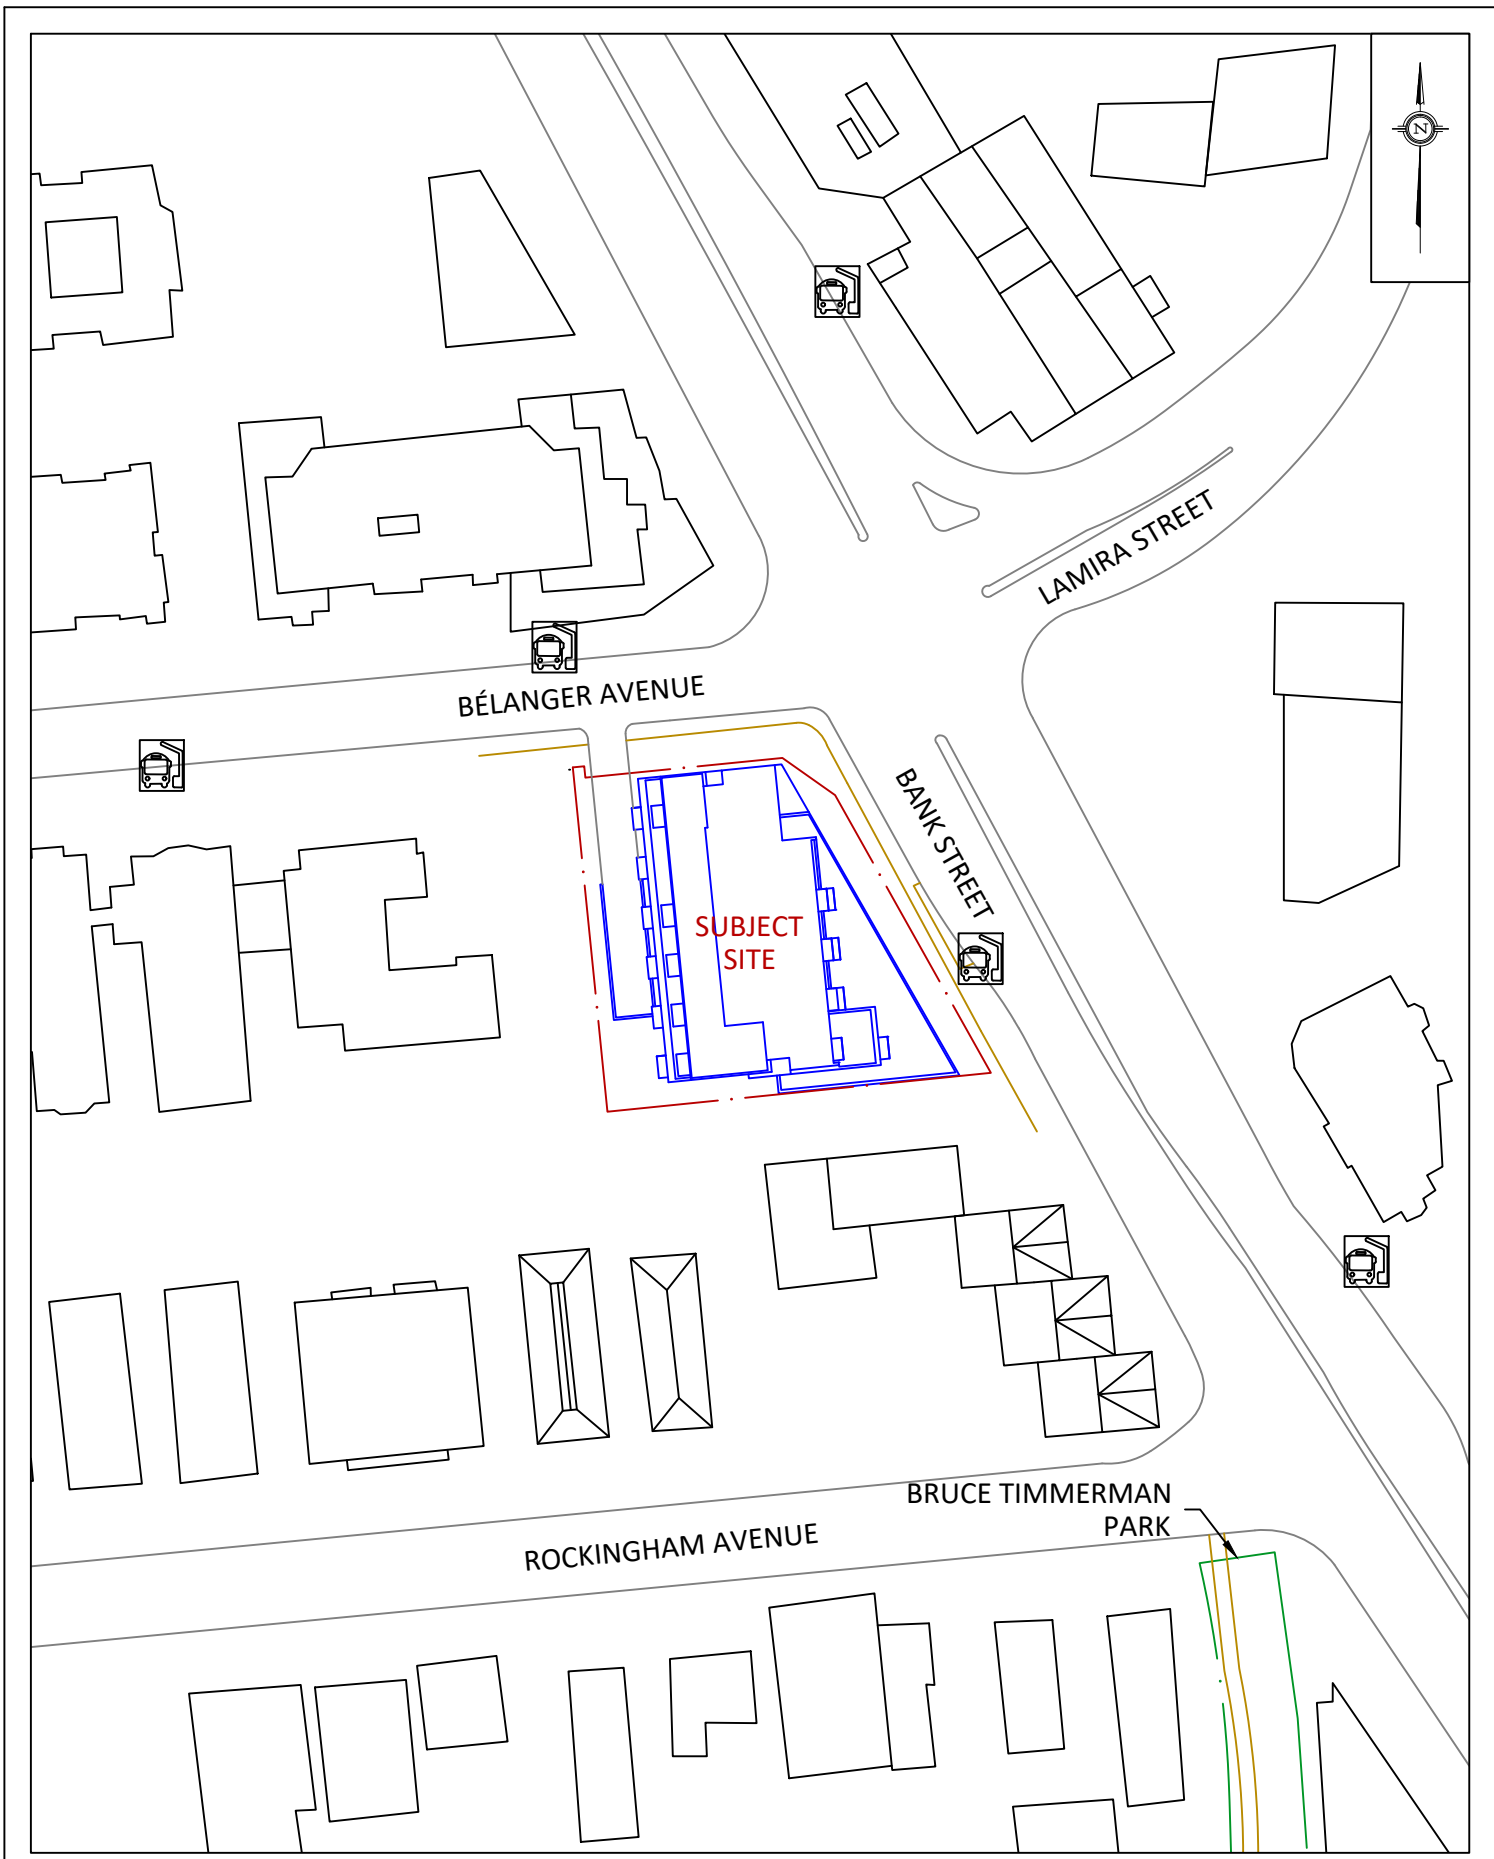 N
LAMIRA STREET
BÉLANGER AVENUE
BANK STREET
SUBJECT
SITE
BRUCE TIMMERMAN
PARK
ROCKINGHAM AVENUE